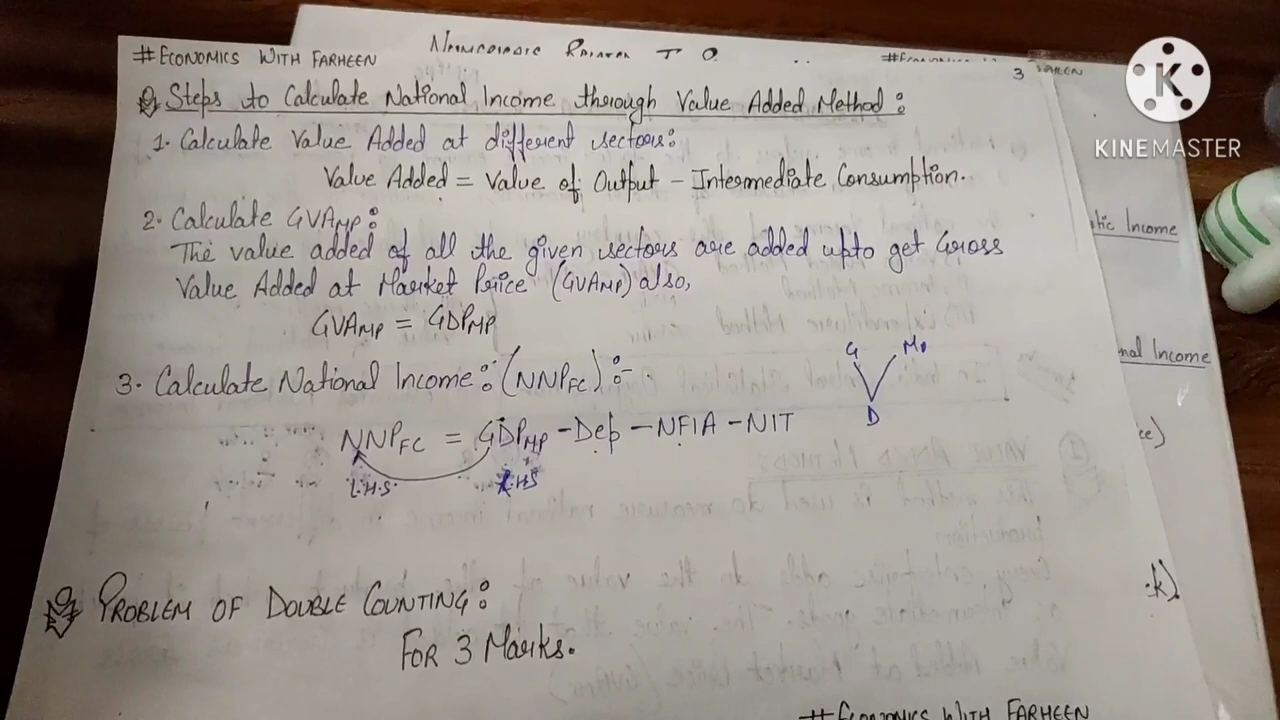 #ECONOMICS WITH FARHEEN
3
KINEMASTER
Steps to Calculate National Income through Value Added Method:
1. Calculate Value Added at different sectors:
Value Added = Value of Output - Intermediate Consumption.
2. Calculate GVAMP:
The value added of all the given sectors are added upto get Gross
Value Added at Market Price (GVAMP) also,
GVAMP = GDPMP
3. Calculate National Income: (NNPFC):-
G
D
NNPFC = GDPMP - Dep - NFIA - NIT
L.H.S
PROBLEM OF DOUBLE COUNTING:
FOR 3 Marks.
Income
Income
#ECONOMICS WITH FARHEEN